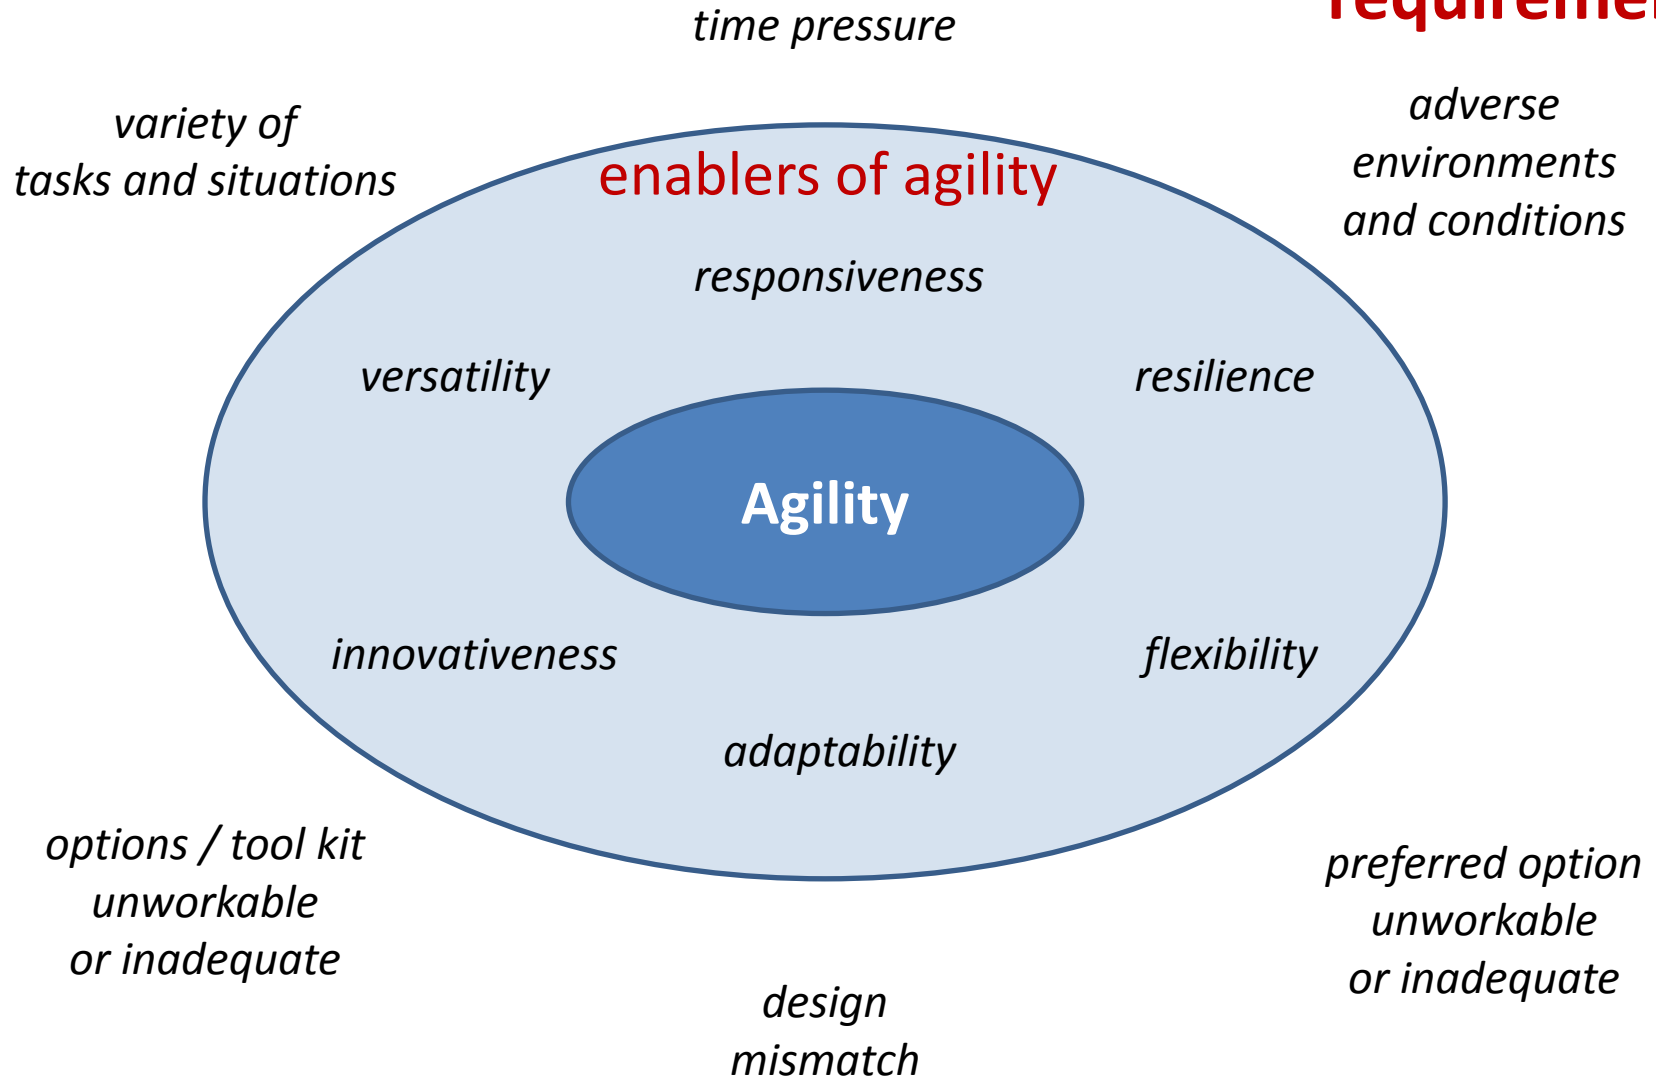 time pressure
variety of
tasks and situations
adverse
environments
and conditions
enablers of agility
responsiveness
versatility
resilience
Agility
innovativeness
flexibility
adaptability
options / tool kit
unworkable
or inadequate
preferred option
unworkable
or inadequate
design
mismatch